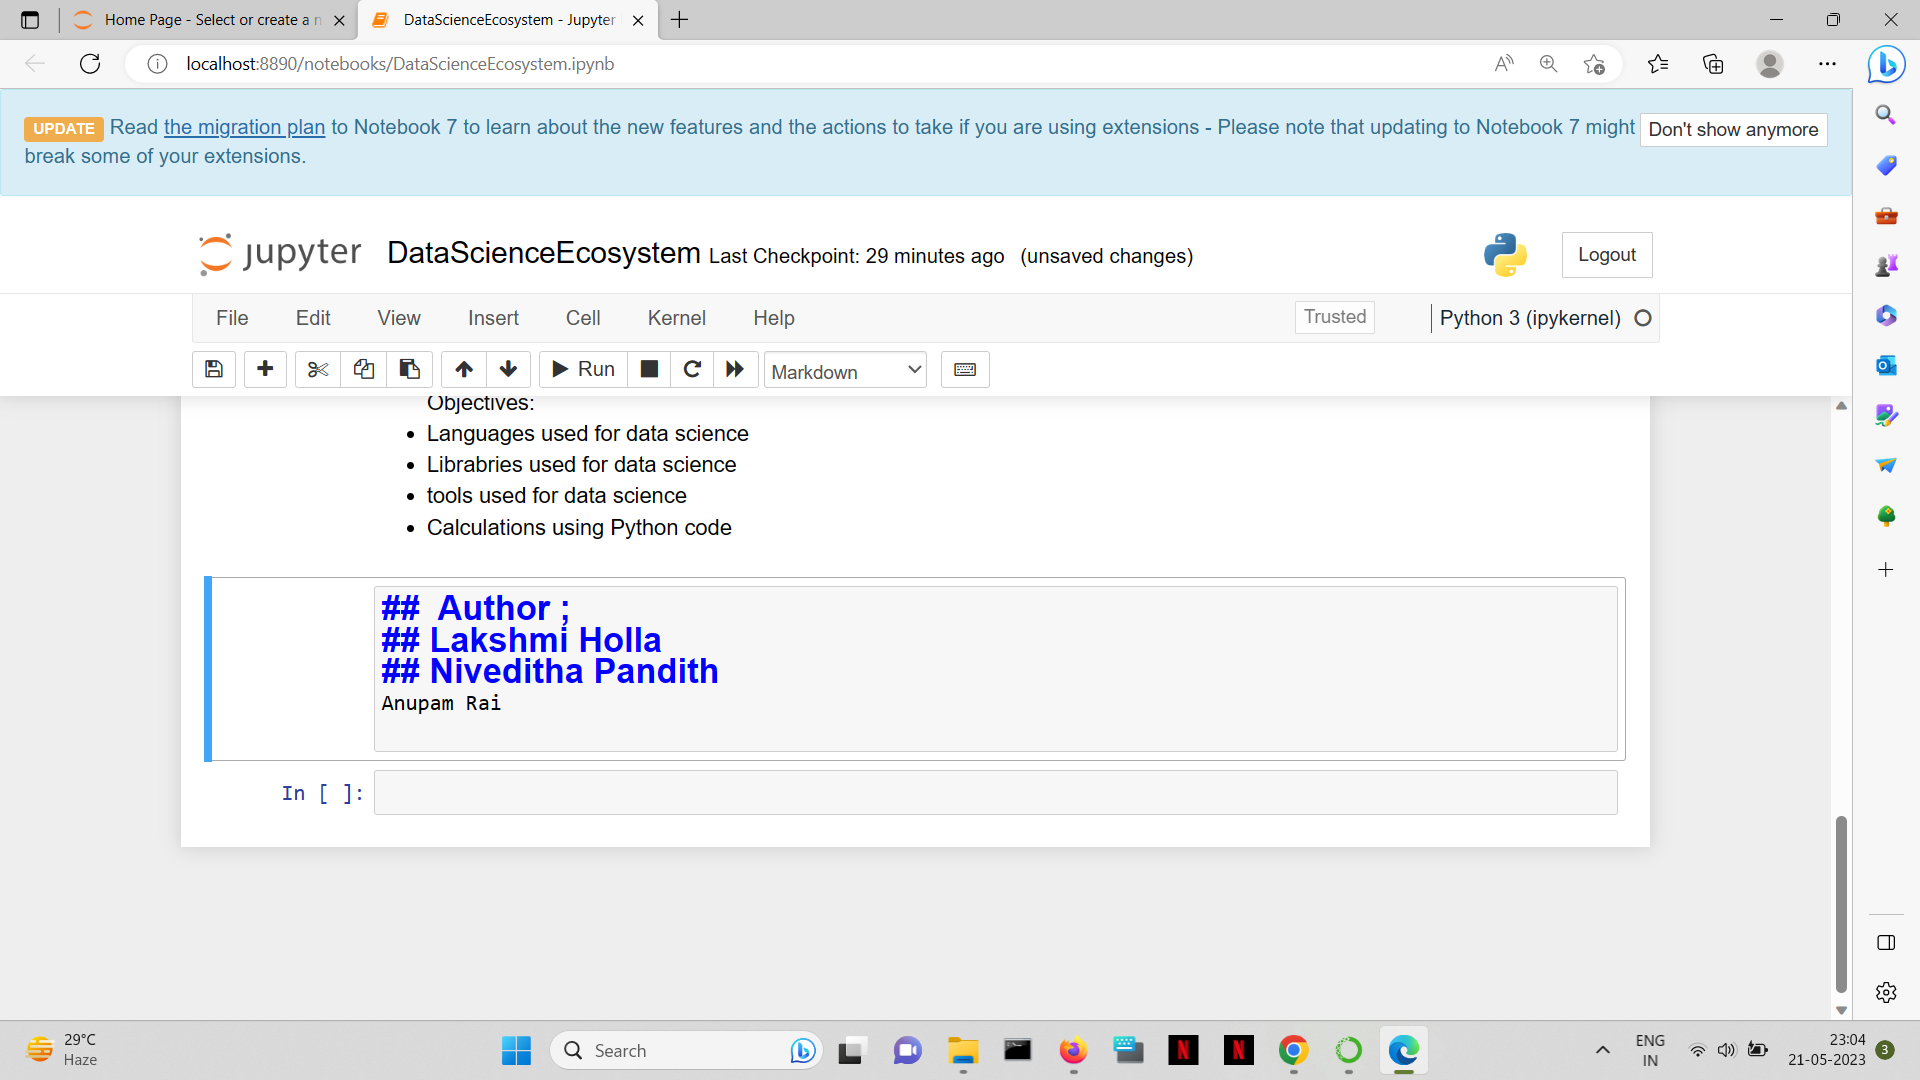 Home Page - Select or create a n
DataScienceEcosystem - Jupyter
localhost:8890/notebooks/DataScienceEcosystem.ipynb
UPDATE Read the migration plan to Notebook 7 to learn about the new features and the actions to take if you are using extensions - Please note that updating to Notebook 7 might
break some of your extensions.
Don't show anymore
jupyter DataScienceEcosystem Last Checkpoint: 29 minutes ago (unsaved changes)
Logout
File Edit View Insert Cell Kernel Help
Trusted
Python 3 (ipykernel)
Run
Markdown
Objectives:
• Languages used for data science
• Librabries used for data science
• tools used for data science
• Calculations using Python code
## Author ;
## Lakshmi Holla
## Niveditha Pandith
Anupam Rai
In [ ]:
29°C
Haze
Search
N
N
ENG
IN
23:04
21-05-2023
3